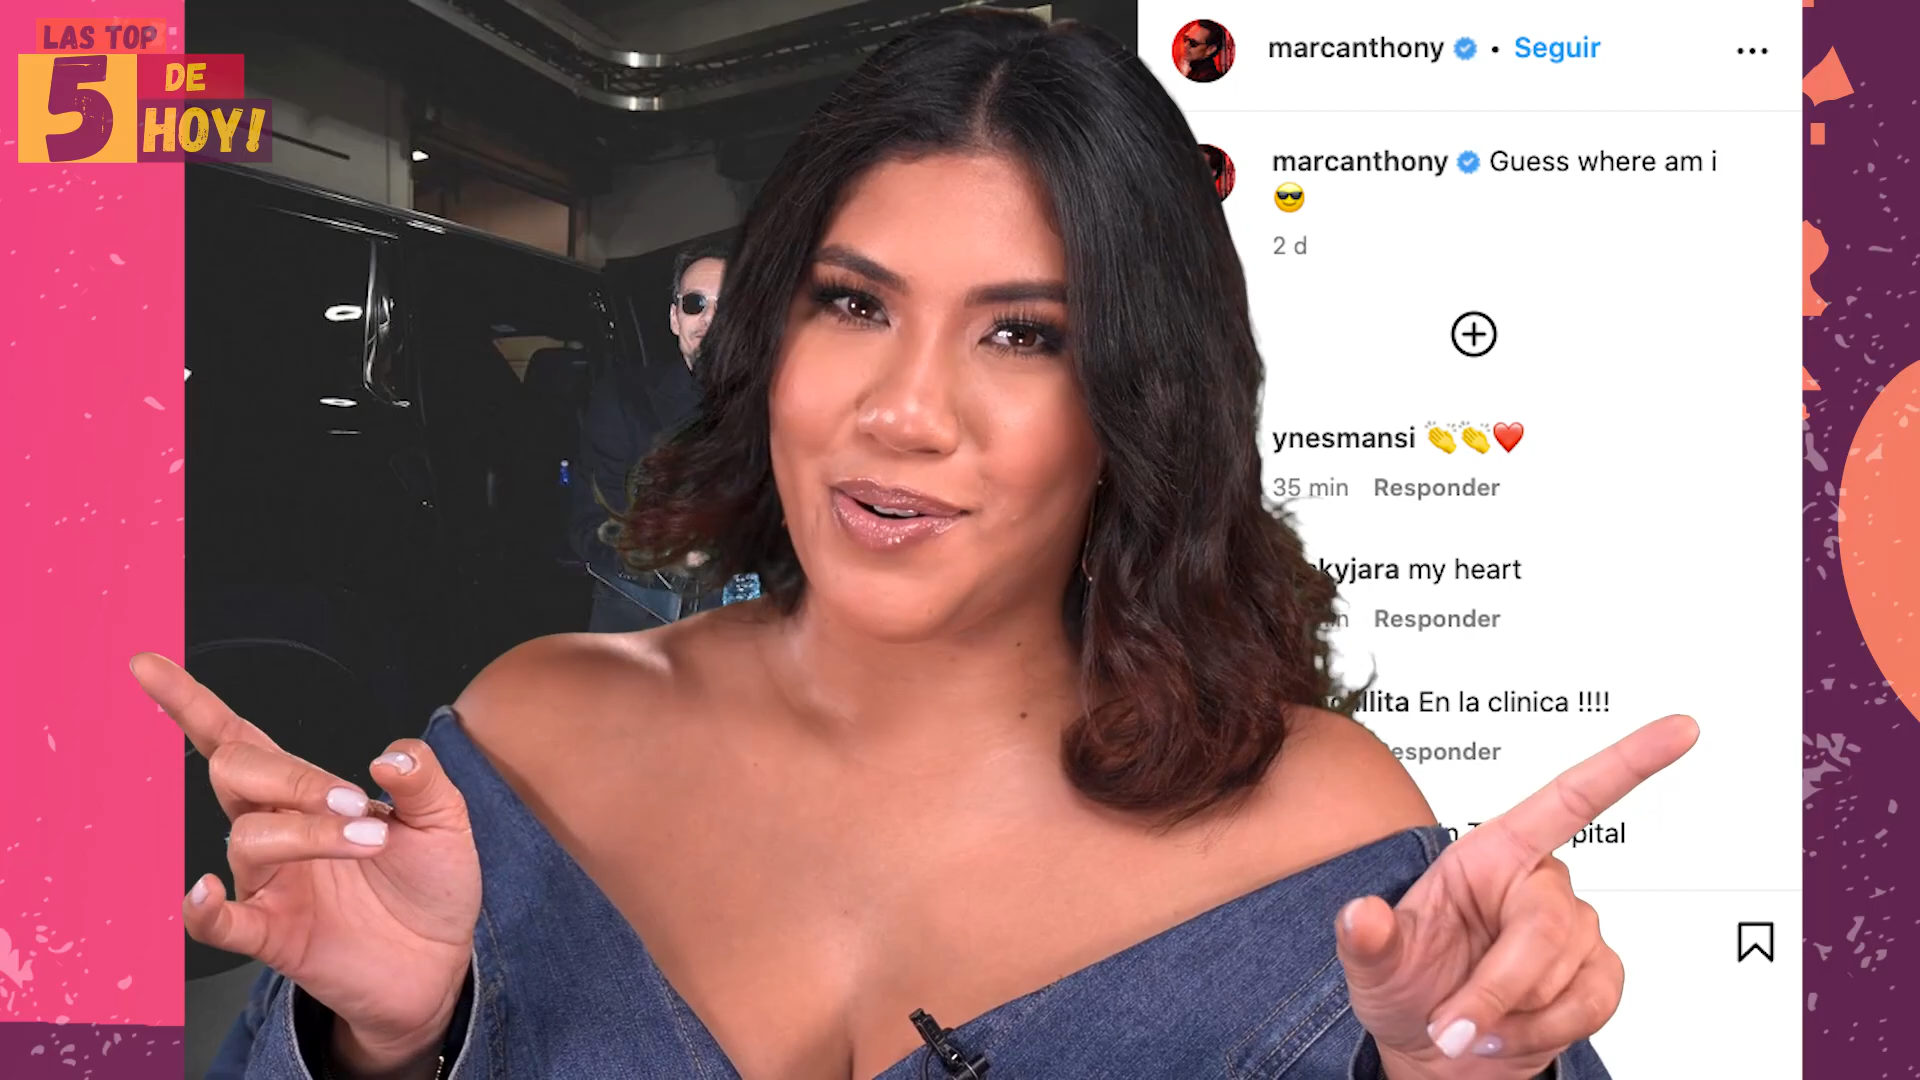 LAS TOP
5 DE
HOY!
marcanthony • Seguir
marcanthony Guess where am i
2 d
ynesmansi
35 min Responder
my heart
Responder
En la clinica !!!!